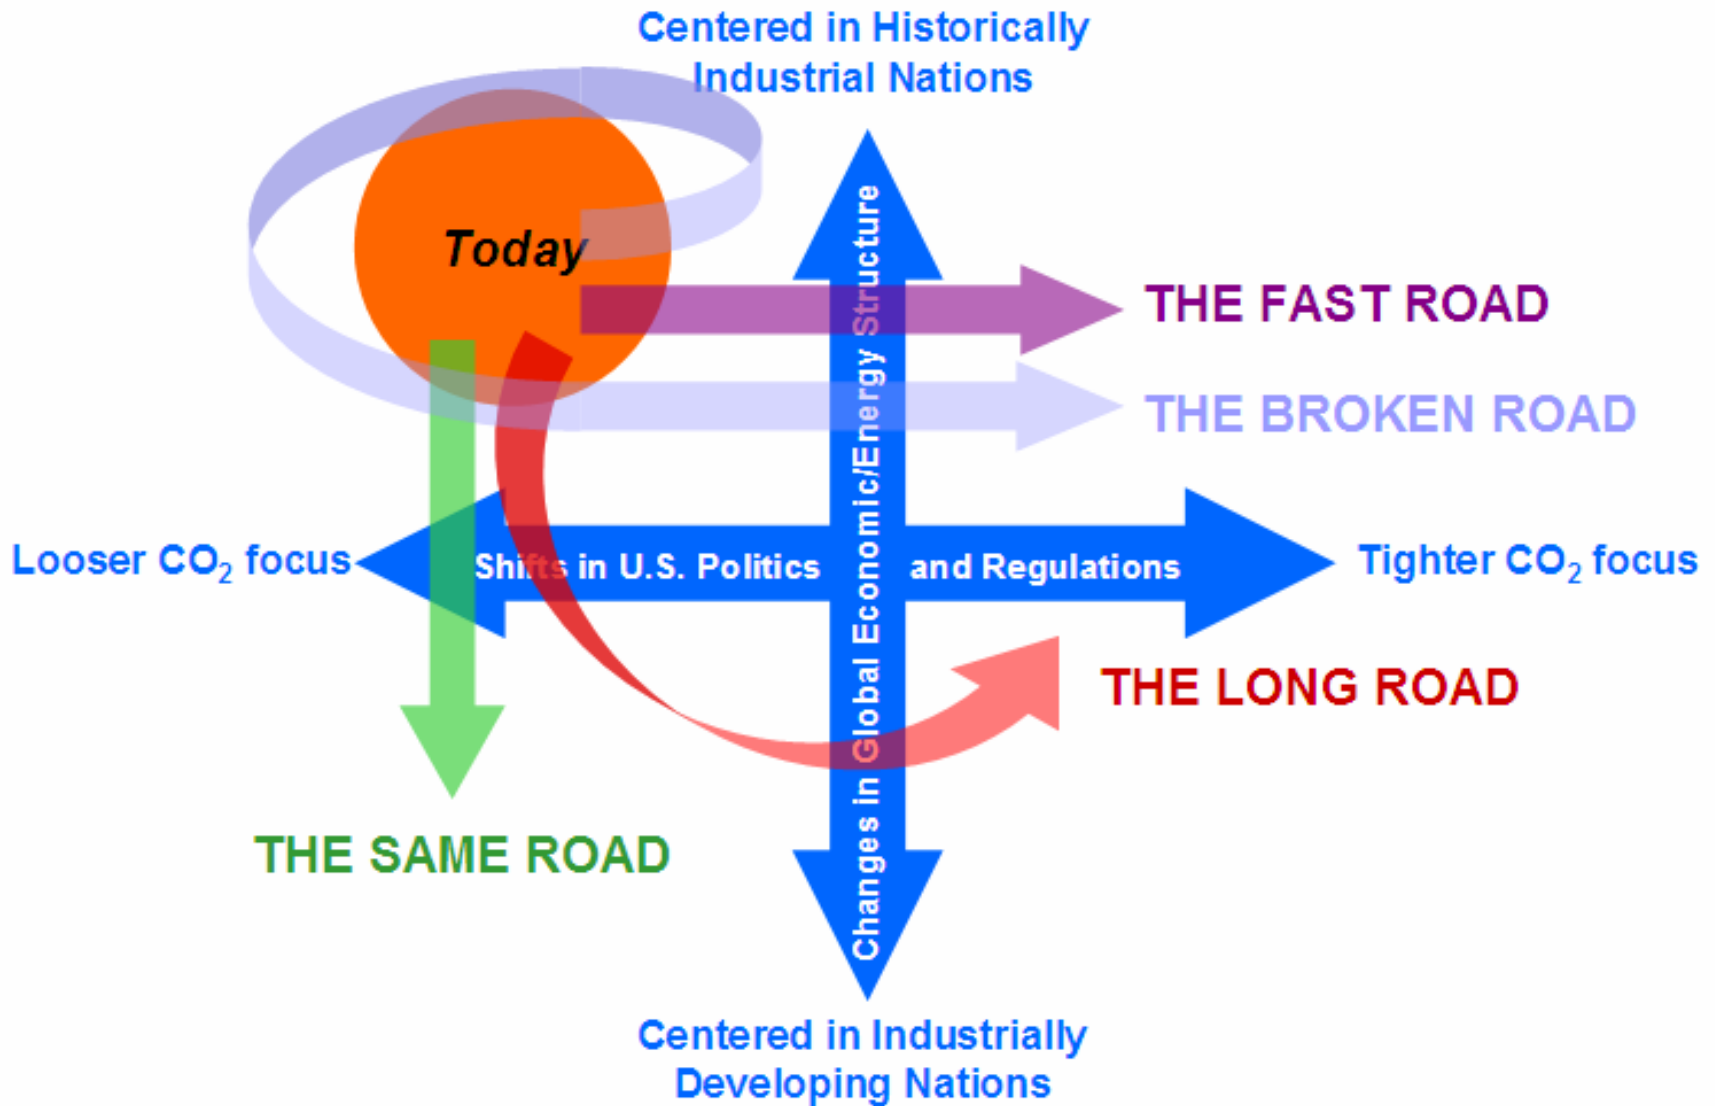 Centered in Historically
Industrial Nations
Today
THE FAST ROAD
THE BROKEN ROAD
Looser CO₂ focus
Shifts in U.S. Politics and Regulations
Tighter CO₂ focus
Changes in Global Economic/Energy Structure
THE LONG ROAD
THE SAME ROAD
Centered in Industrially
Developing Nations